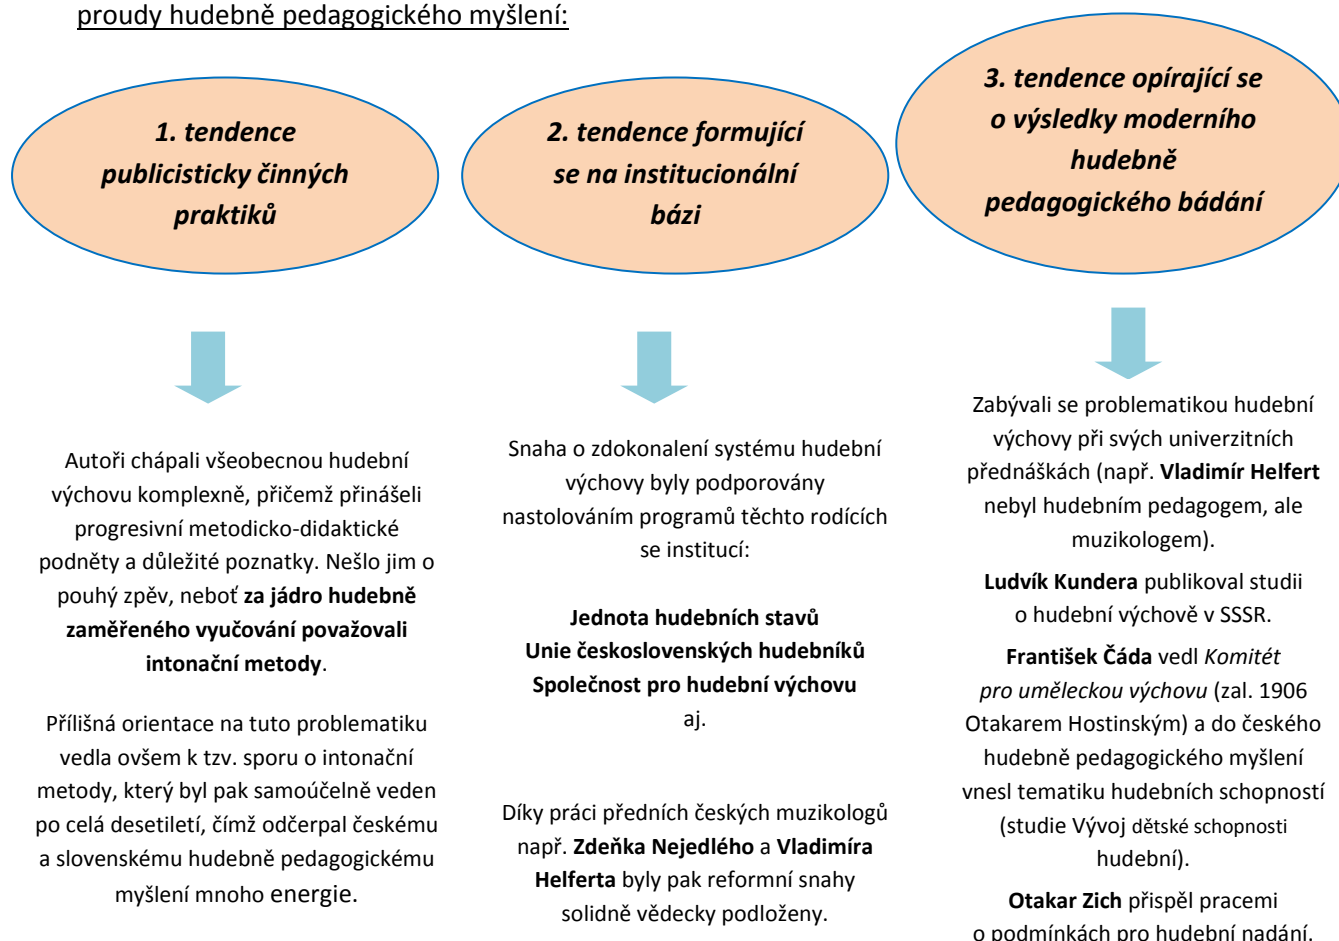 proudy hudebně pedagogického myšlení:
1. tendence
publicisticky činných
praktiků
Autoři chápali všeobecnou hudební
výchovu komplexně, přičemž přinášeli
progresivní metodicko-didaktické
podněty a důležité poznatky. Nešlo jim o
pouhý zpěv, neboť za jádro hudebně
zaměřeného vyučování považovali
intonační metody.
Přílišná orientace na tuto problematiku
vedla ovšem k tzv. sporu o intonační
metody, který byl pak samoúčelně veden
po celá desetiletí, čímž odčerpal českému
a slovenskému hudebně pedagogickému
myšlení mnoho energie.
2. tendence formující
se na institucionální
bázi
Snaha o zdokonalení systému hudební
výchovy byly podporovány
nastolováním programů těchto rodících
se institucí:
Jednota hudebních stavů
Unie československých hudebníků
Společnost pro hudební výchovu
aj.
Díky práci předních českých muzikologů
např. Zdeňka Nejedlého a Vladimíra
Helferta byly pak reformní snahy
solidně vědecky podloženy.
3. tendence opírající se
o výsledky moderního
hudebně
pedagogického bádání
Zabývali se problematikou hudební
výchovy při svých univerzitních
přednáškách (např. Vladimír Helfert
nebyl hudebním pedagogem, ale
muzikologem).
Ludvík Kundera publikoval studii
o hudební výchově v SSSR.
František Čáda vedl Komitét
pro uměleckou výchovu (zal. 1906
Otakarem Hostinským) a do českého
hudebně pedagogického myšlení
vnesl tematiku hudebních schopností
(studie Vývoj dětské schopnosti
hudební).
Otakar Zich přispěl pracemi
o podmínkách pro hudební nadání.